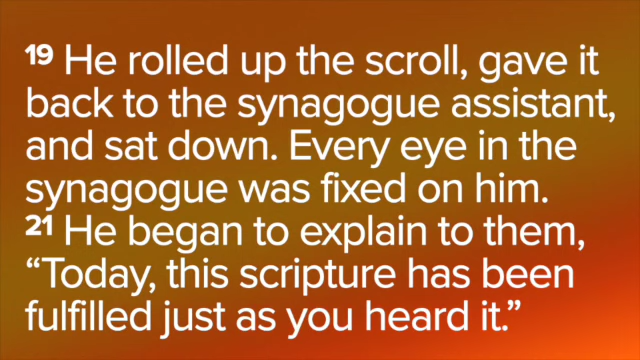 19 He rolled up the scroll, gave it
back to the synagogue assistant,
and sat down. Every eye in the
synagogue was fixed on him.
21 He began to explain to them,
“Today, this scripture has been
fulfilled just as you heard it.”